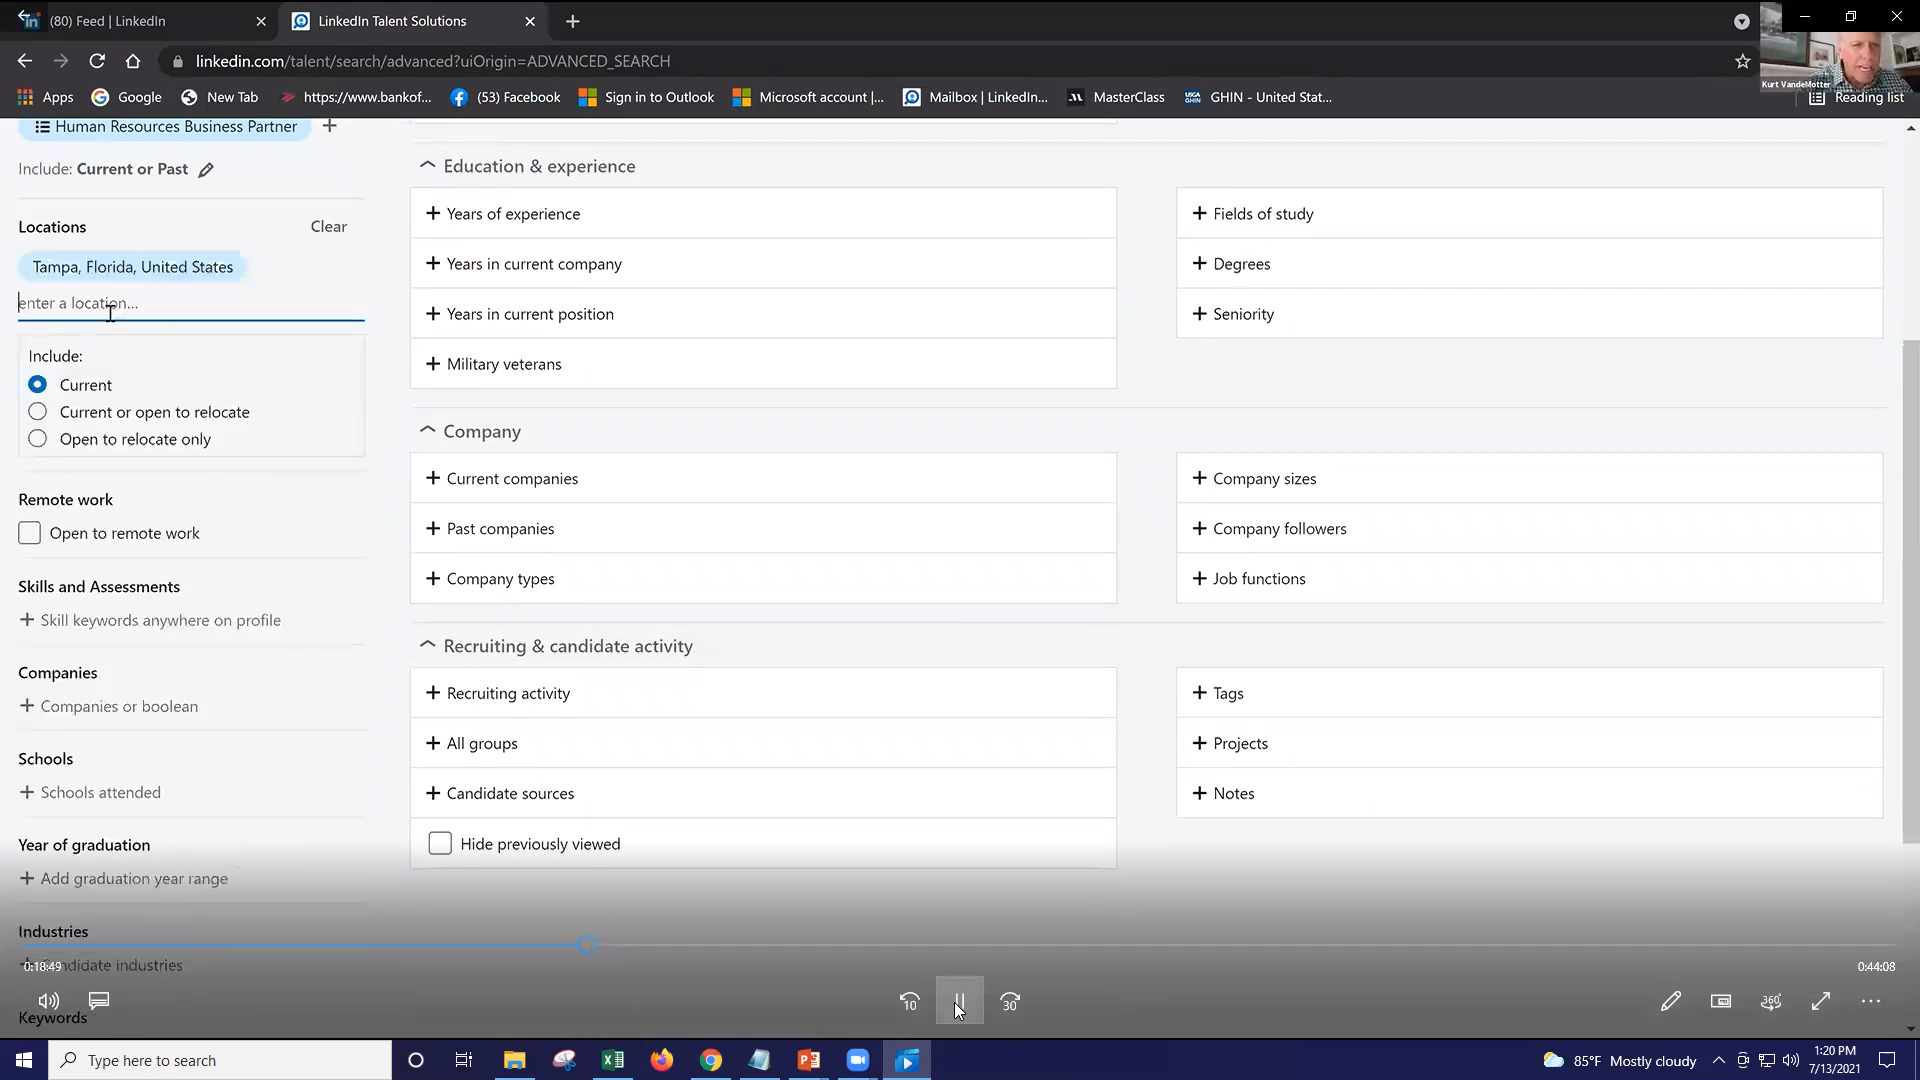 (80) Feed | LinkedIn
LinkedIn Talent Solutions
linkedin.com/talent/search/advanced?uiOrigin=ADVANCED_SEARCH
Kurt VandeMotter
Apps
Google
New Tab
https://www.bankof...
(53) Facebook
Sign in to Outlook
Microsoft account |...
Mailbox | LinkedIn...
MasterClass
GHIN - United Stat...
Reading list
Human Resources Business Partner
Include: Current or Past
Locations
Clear
Tampa, Florida, United States
enter a location...
Include:
Current
Current or open to relocate
Open to relocate only
Remote work
Open to remote work
Skills and Assessments
Skill keywords anywhere on profile
Companies
Companies or boolean
Schools
Schools attended
Year of graduation
Add graduation year range
Industries
Candidate industries
Keywords
Education & experience
Years of experience
Years in current company
Years in current position
Military veterans
Fields of study
Degrees
Seniority
Company
Current companies
Past companies
Company types
Company sizes
Company followers
Job functions
Recruiting & candidate activity
Recruiting activity
All groups
Candidate sources
Hide previously viewed
Tags
Projects
Notes
0:18:49
0:44:08
10
30
360
Type here to search
85°F Mostly cloudy
1:20 PM
7/13/2021